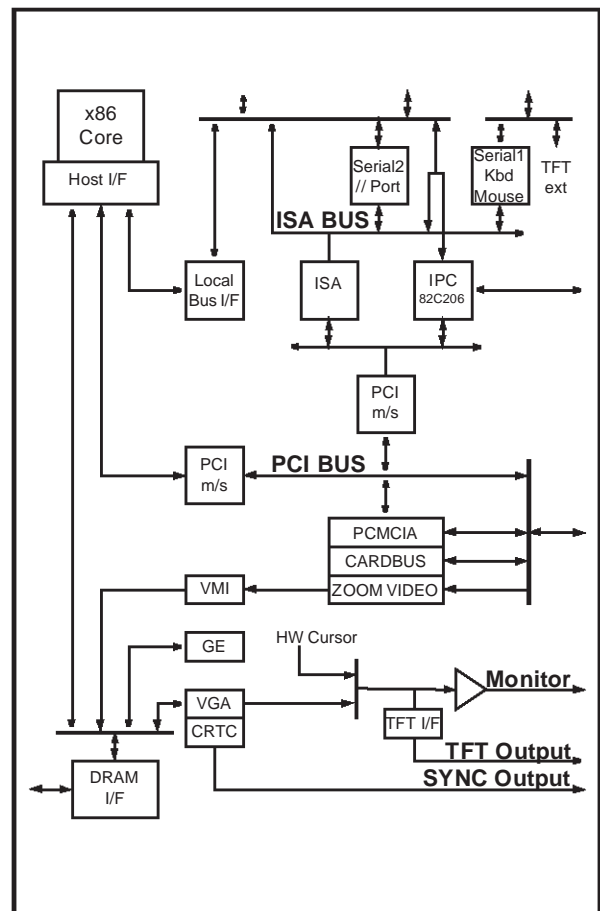 x86
Core
Host I/F
Serial2
// Port
Serial1
Kbd
Mouse
TFT
ext
ISA BUS
Local
Bus I/F
ISA
IPC
82C206
PCI
m/s
PCI
m/s
PCI BUS
PCMCIA
CARDBUS
ZOOM VIDEO
VMI
GE
HW Cursor
VGA
CRTC
Monitor
TFT I/F
TFT Output
SYNC Output
DRAM
I/F